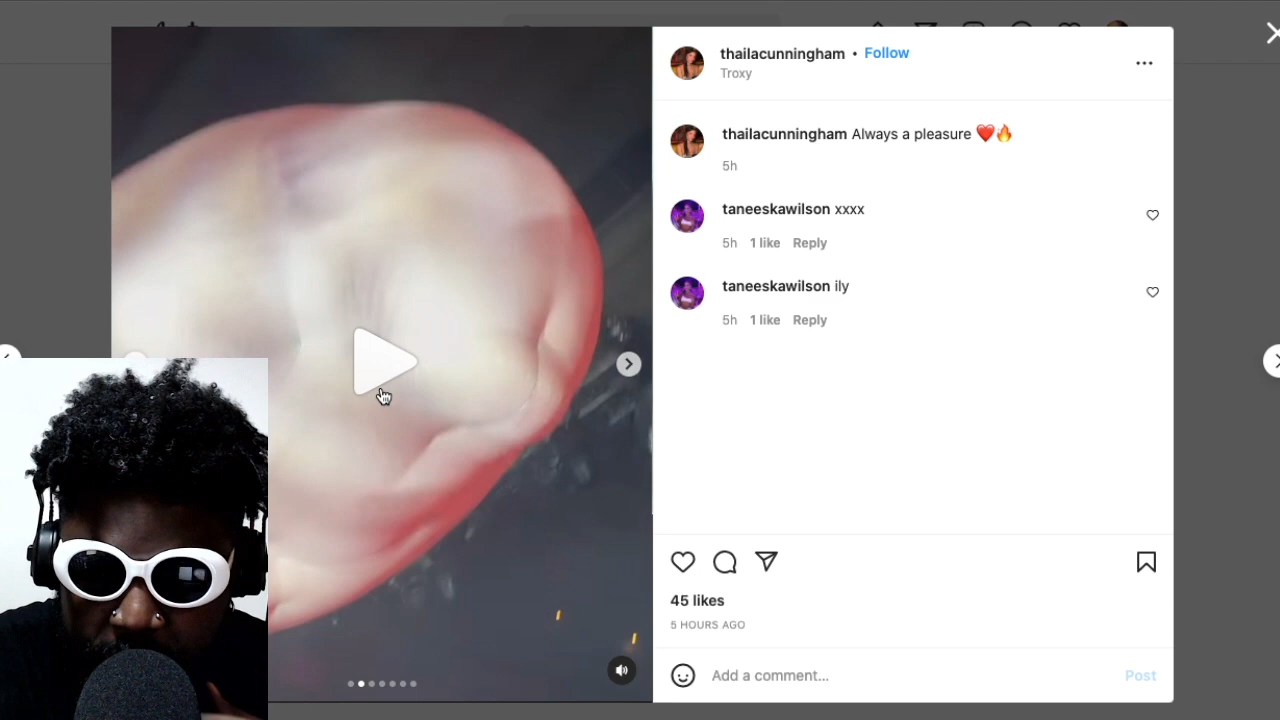 thailacunningham • Follow
Troxy
thailacunningham Always a pleasure ❤️🔥
5h
taneeskawilson xxxx
5h 1 like Reply
taneeskawilson ily
5h 1 like Reply
45 likes
5 HOURS AGO
Add a comment... Post